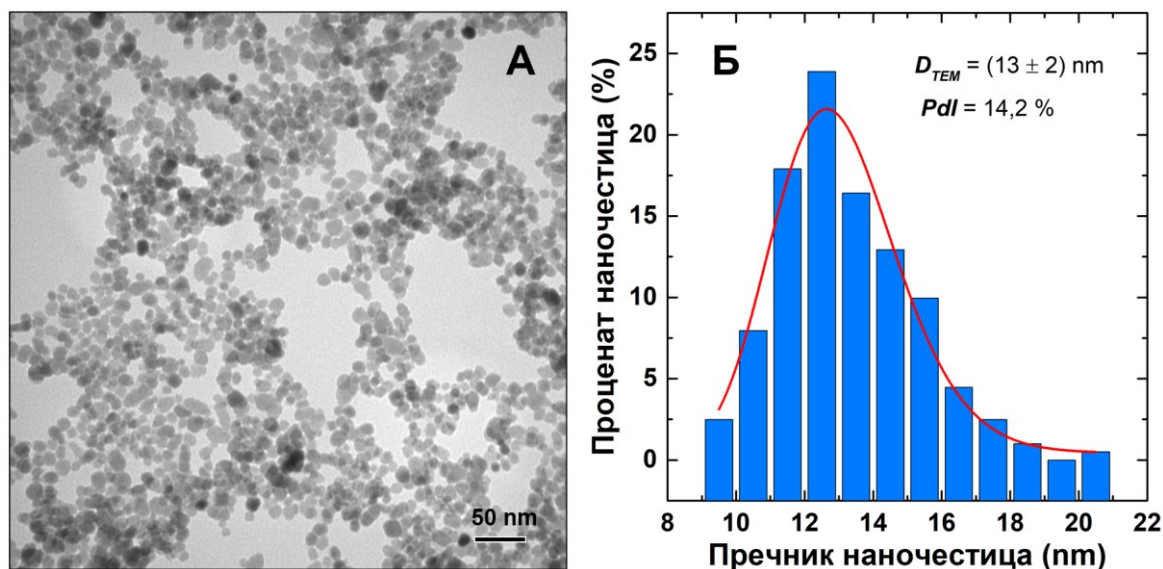 А
50 nm
Б
D_TEM = (13 ± 2) nm
PdI = 14,2 %
Проценат наночестица (%)
25
20
15
10
5
0
8 10 12 14 16 18 20 22
Пречник наночестица (nm)